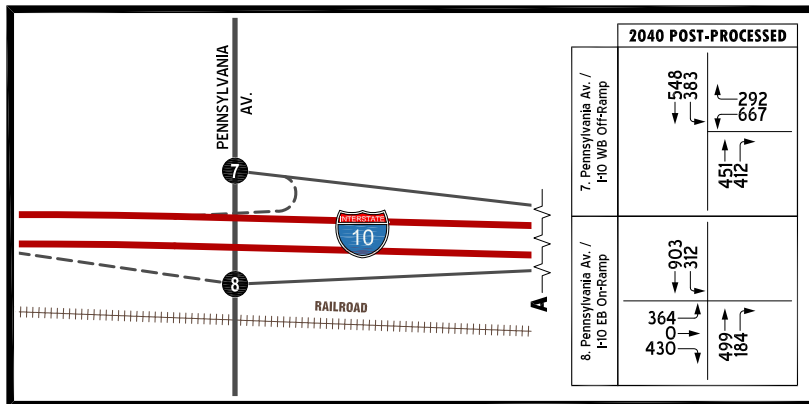 PENNSYLVANIA
AV.
7
INTERSTATE
10
8
RAILROAD
A
2040 POST-PROCESSED
7. Pennsylvania Av. /
I-10 WB Off-Ramp
548
383
292
667
451
412
8. Pennsylvania Av. /
I-10 EB On-Ramp
903
312
364
0
430
499
184